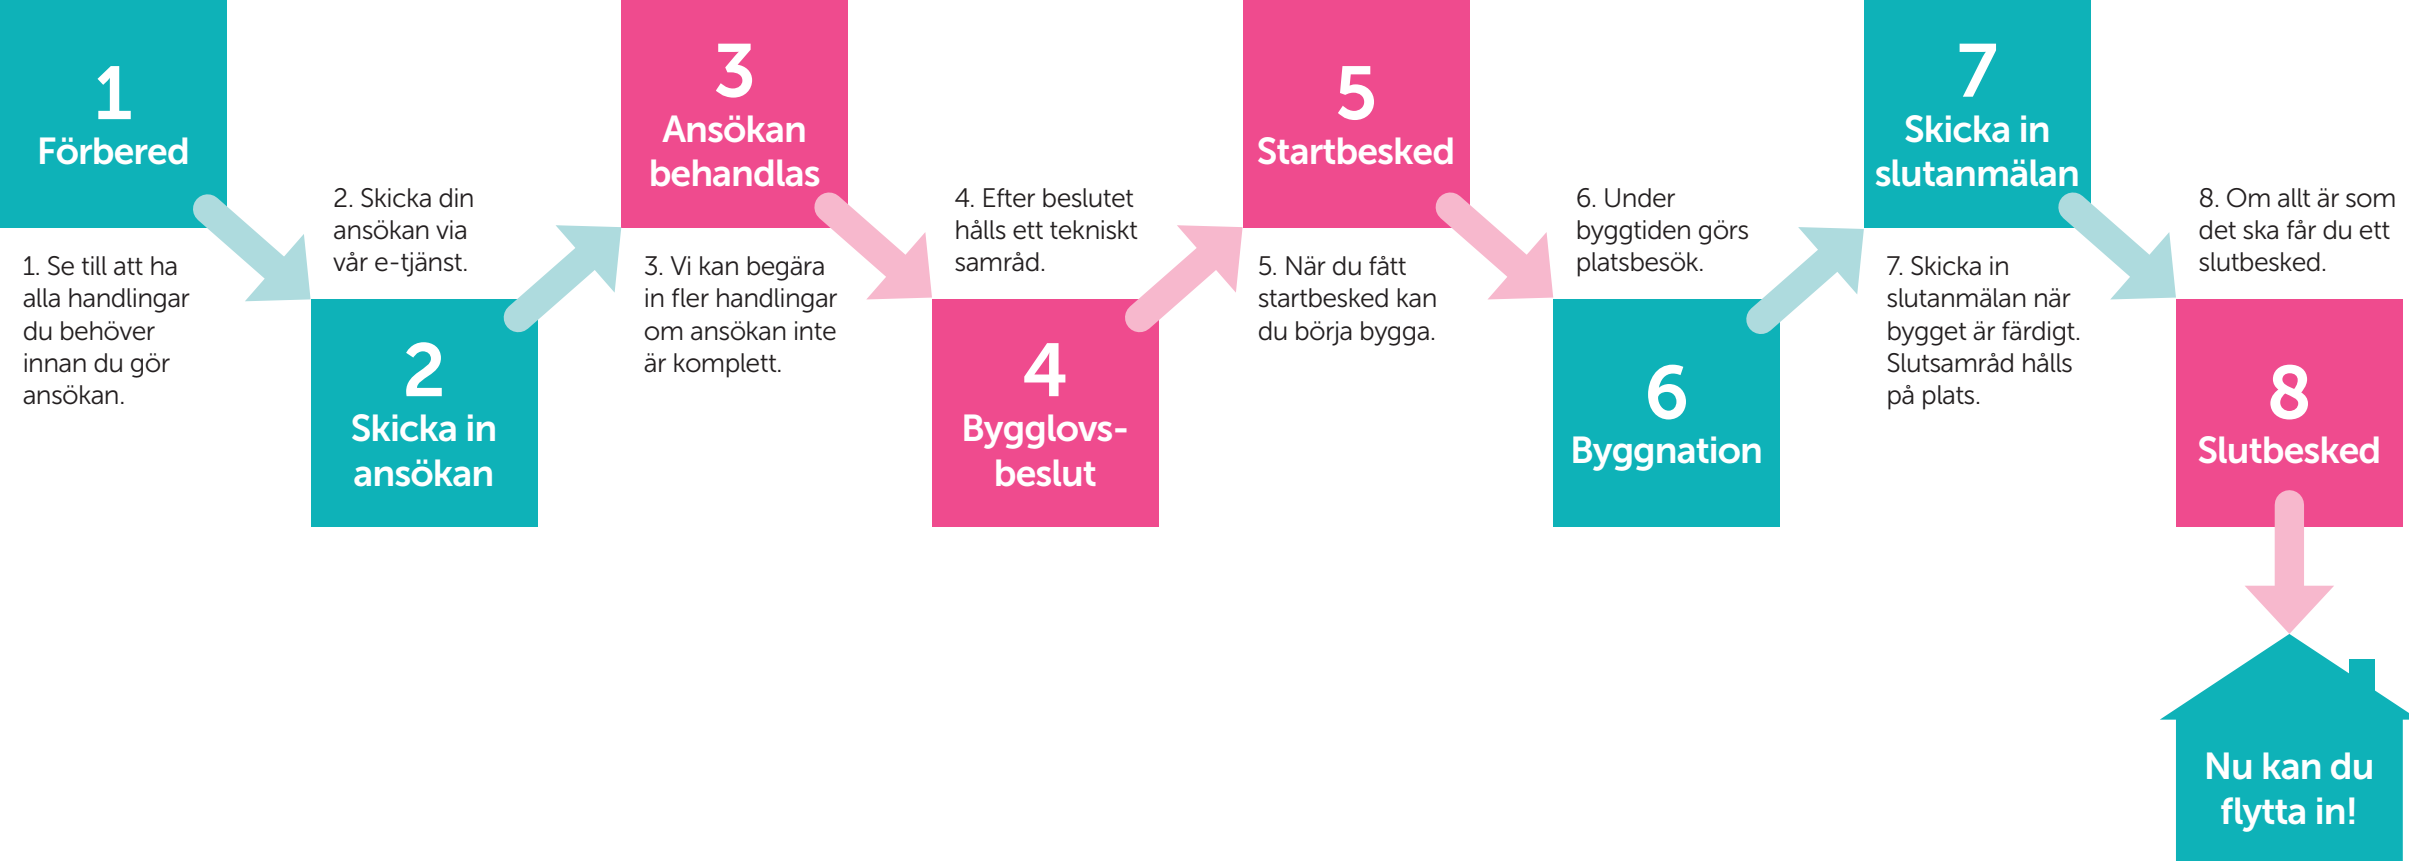 1
Förbered
1. Se till att ha
alla handlingar
du behöver
innan du gör
ansökan.
2. Skicka din
ansökan via
vår e-tjänst.
2
Skicka in
ansökan
3
Ansökan
behandlas
3. Vi kan begära
in fler handlingar
om ansökan inte
är komplett.
4. Efter beslutet
hålls ett tekniskt
samråd.
4
Bygglovs-
beslut
5
Startbesked
5. När du fått
startbesked kan
du börja bygga.
6. Under
byggtiden görs
platsbesök.
6
Byggnation
7
Skicka in
slutanmälan
7. Skicka in
slutanmälan när
bygget är färdigt.
Slutsamråd hålls
på plats.
8. Om allt är som
det ska får du ett
slutbesked.
8
Slutbesked
Nu kan du
flytta in!